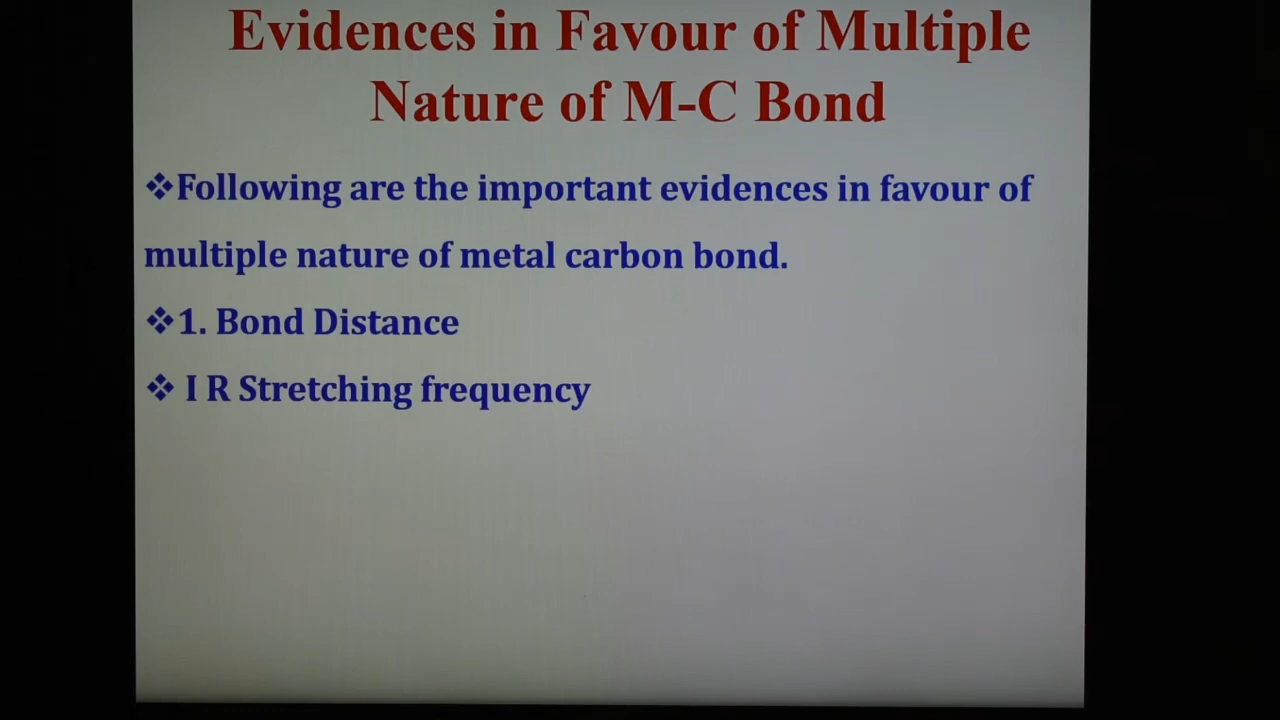 Evidences in Favour of Multiple
Nature of M-C Bond
❖Following are the important evidences in favour of
multiple nature of metal carbon bond.
❖1. Bond Distance
❖ I R Stretching frequency